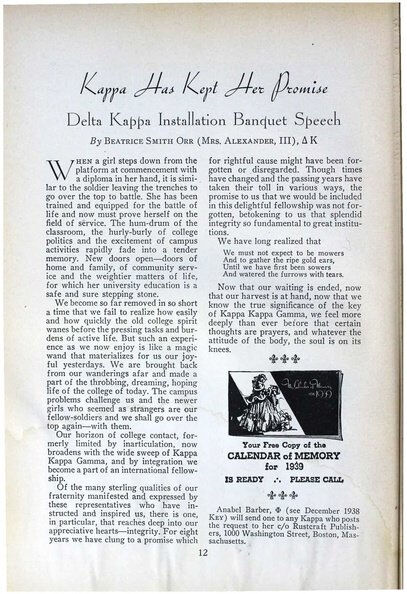 Kappa Has Kept Her Promise
Delta Kappa Installation Banquet Speech
By BEATRICE SMITH ORR (MRS. ALEXANDER, III), Δ K
WHEN a girl steps down from the
platform at commencement with
a diploma in her hand, it is simi-
lar to the soldier leaving the trenches to
go over the top to battle. She has been
trained and equipped for the battle of
life and now must prove herself on the
field of service. The hum-drum of the
classroom, the hurly-burly of college
politics and the excitement of campus
activities rapidly fade into a tender
memory. New doors open—doors of
home and family, of community serv-
ice and the weightier matters of life,
for which her university education is a
safe and sure stepping stone.
We become so far removed in so short
a time that we fail to realize how easily
and how quickly the old college spirit
wanes before the pressing tasks and bur-
dens of active life. But such an experi-
ence as we now enjoy is like a magic
wand that materializes for us our joy-
ful yesterdays. We are brought back
from our wanderings afar and made a
part of the throbbing, dreaming, hoping
life of the college of today. The campus
problems challenge us and the newer
girls who seemed as strangers are our
fellow-soldiers and we shall go over the
top again—with them.
Our horizon of college contact, for-
merly limited by inarticulation, now
broadens with the wide sweep of Kappa
Kappa Gamma, and by integration we
become a part of an international fellow-
ship.
Of the many sterling qualities of our
fraternity manifested and expressed by
these representatives who have in-
structed and inspired us, there is one,
in particular, that reaches deep into our
appreciative hearts—integrity. For eight
years we have clung to a promise which
for rightful cause might have been for-
gotten or disregarded. Though times
have changed and the passing years have
taken their toll in various ways, the
promise to us that we would be included
in this delightful fellowship was not for-
gotten, betokening to us that splendid
integrity so fundamental to great institu-
tions.
We have long realized that
We must not expect to be mowers
And to gather the ripe gold ears,
Until we have first been sowers
And watered the furrows with tears.
Now that our waiting is ended, now
that our harvest is at hand, now that we
know the true significance of the key
of Kappa Kappa Gamma, we feel more
deeply than ever before that certain
thoughts are prayers, and whatever the
attitude of the body, the soul is on its
knees.
Your Free Copy of the
CALENDAR of MEMORY
for 1939
IS READY ∴ PLEASE CALL
Anabel Barber, Φ (see December 1938
KEY) will send one to any Kappa who posts
the request to her c/o Rustcraft Publish-
ers, 1000 Washington Street, Boston, Mas-
sachusetts.
12